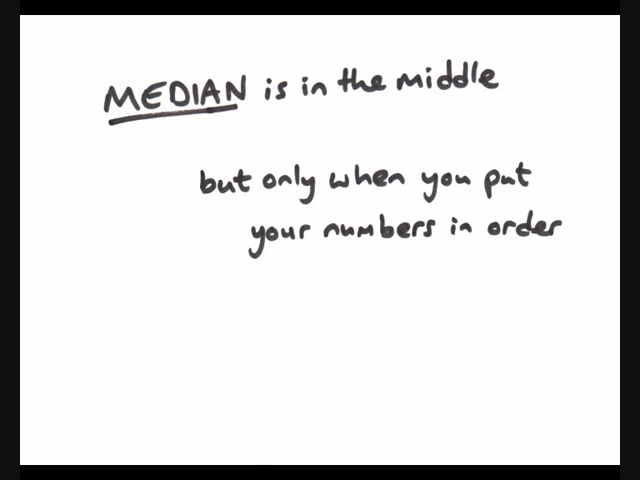 MEDIAN is in the middle
but only when you put
your numbers in order